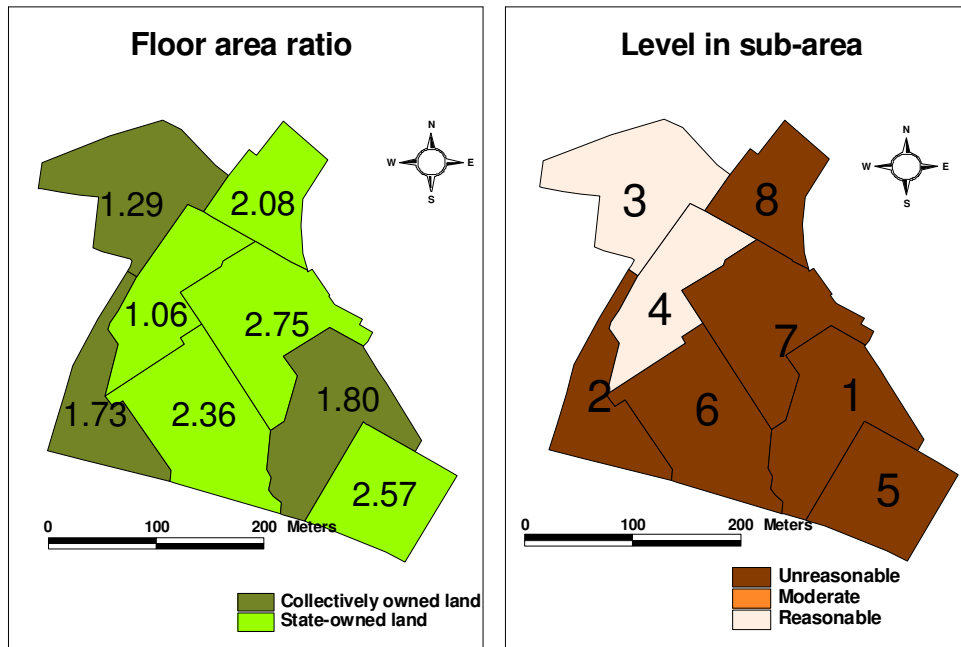 Floor area ratio
N
W E
S
1.29
2.08
1.06
2.75
1.73
2.36
1.80
2.57
0 100 200 Meters
Collectively owned land
State-owned land
Level in sub-area
N
W E
S
3
8
4
7
2
6
1
5
0 100 200 Meters
Unreasonable
Moderate
Reasonable